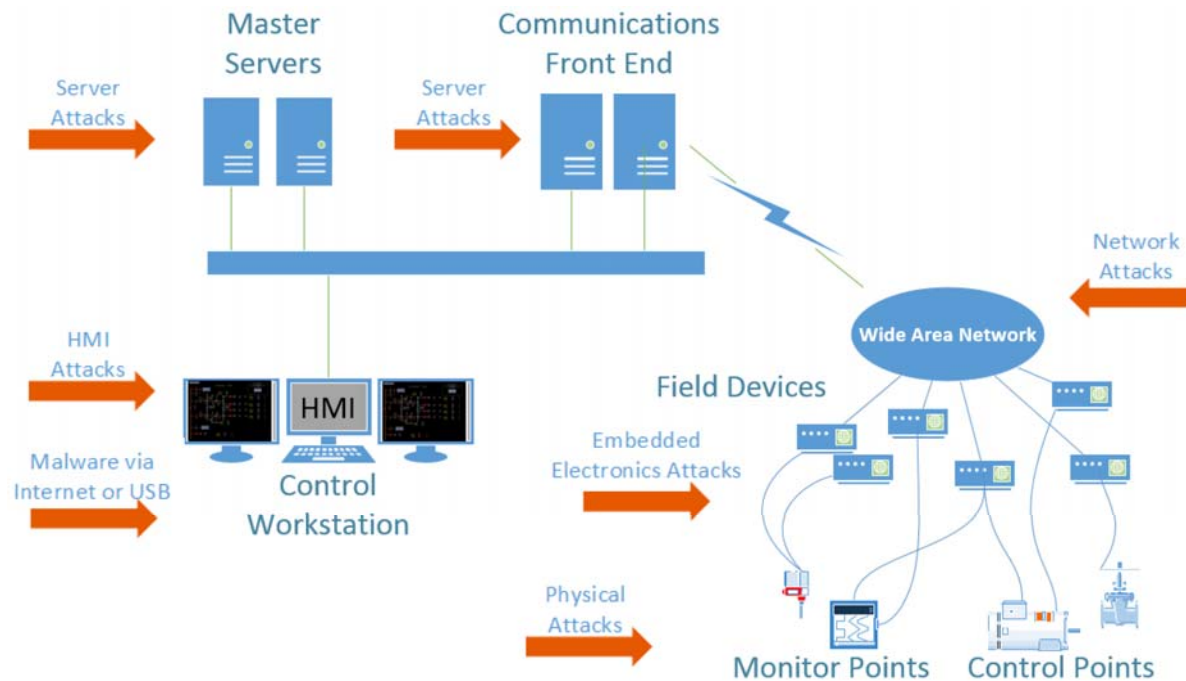 Master
Servers
Communications
Front End
Server
Attacks
Server
Attacks
Network
Attacks
HMI
Attacks
Wide Area Network
HMI
Field Devices
Malware via
Internet or USB
Embedded
Electronics Attacks
Control
Workstation
Physical
Attacks
Monitor Points
Control Points